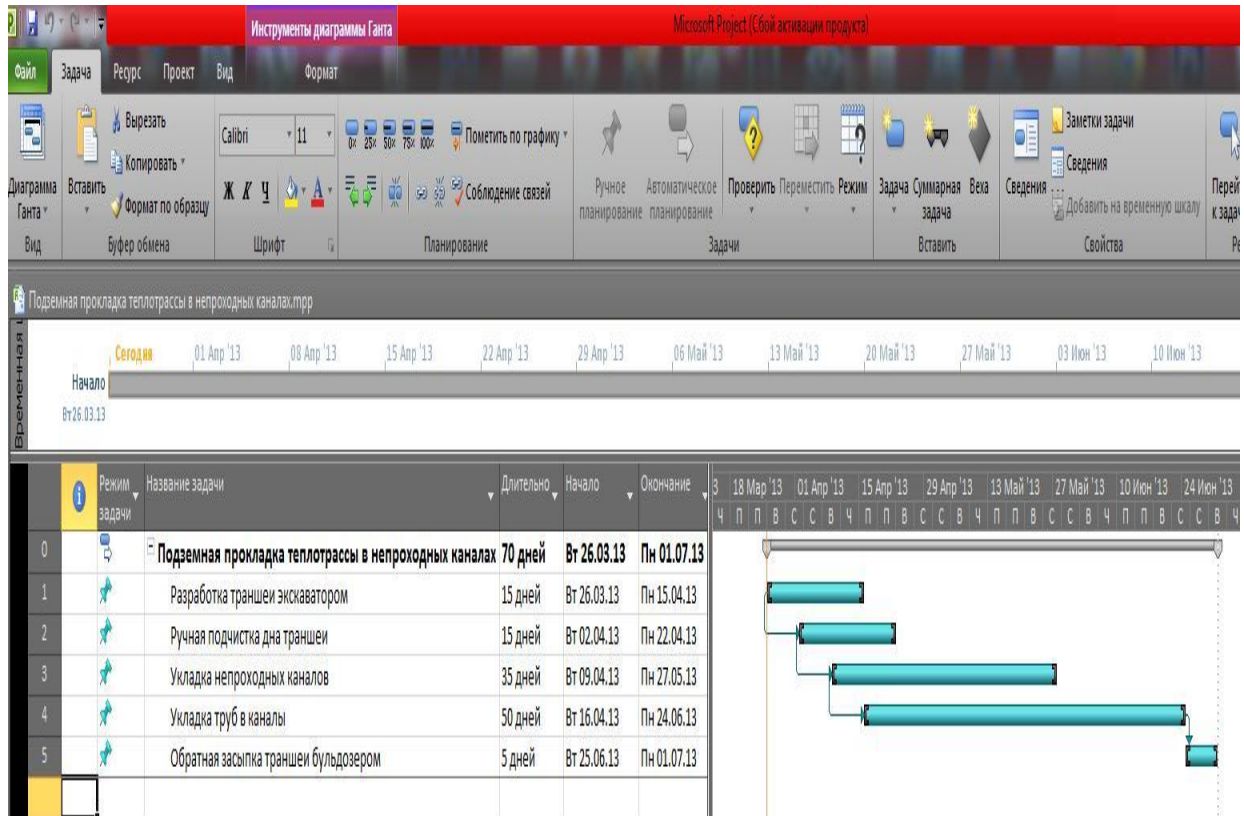 Инструменты диаграммы Ганта
Microsoft Project (Сбой активации продукта)
Файл Задача Ресурс Проект Вид Формат
Вырезать
Копировать
Формат по образцу
Диаграмма Ганта
Вставить
Calibri 11
Ж К Ч А
0% 25% 50% 75% 100%
Пометить по графику
Соблюдение связей
Ручное планирование
Автоматическое планирование
Проверить Переместить Режим
Задача Суммарная задача Веха
Сведения
Заметки задачи
Сведения
Добавить на временную шкалу
Перей
к задач
Вид Буфер обмена Шрифт Планирование Задачи Вставить Свойства Ре
Подземная прокладка теплотрассы в непроходных каналах.mpp
Временная
Сегодня 01 Апр '13 08 Апр '13 15 Апр '13 22 Апр '13 29 Апр '13 06 Май '13 13 Май '13 20 Май '13 27 Май '13 03 Июн '13 10 Июн '13
Начало
Вт 26.03.13
Режим задачи Название задачи Длительно Начало Окончание
3 18 Мар '13 01 Апр '13 15 Апр '13 29 Апр '13 13 Май '13 27 Май '13 10 Июн '13 24 Июн '13
Ч П П В С С В Ч П П В С С В Ч П П В С С В Ч П П В С С В Ч
0 Подземная прокладка теплотрассы в непроходных каналах 70 дней Вт 26.03.13 Пн 01.07.13
1 Разработка траншеи экскаватором 15 дней Вт 26.03.13 Пн 15.04.13
2 Ручная подчистка дна траншеи 15 дней Вт 02.04.13 Пн 22.04.13
3 Укладка непроходных каналов 35 дней Вт 09.04.13 Пн 27.05.13
4 Укладка труб в каналы 50 дней Вт 16.04.13 Пн 24.06.13
5 Обратная засыпка траншеи бульдозером 5 дней Вт 25.06.13 Пн 01.07.13